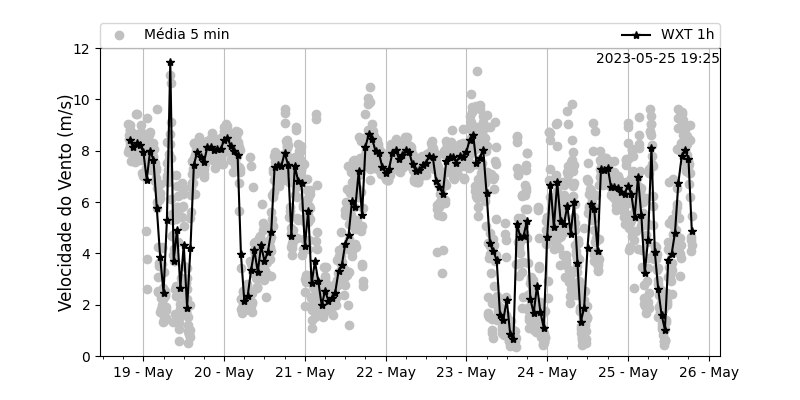 Média 5 min
WXT 1h
2023-05-25 19:25
Velocidade do Vento (m/s)
12
10
8
6
4
2
0
19 - May
20 - May
21 - May
22 - May
23 - May
24 - May
25 - May
26 - May